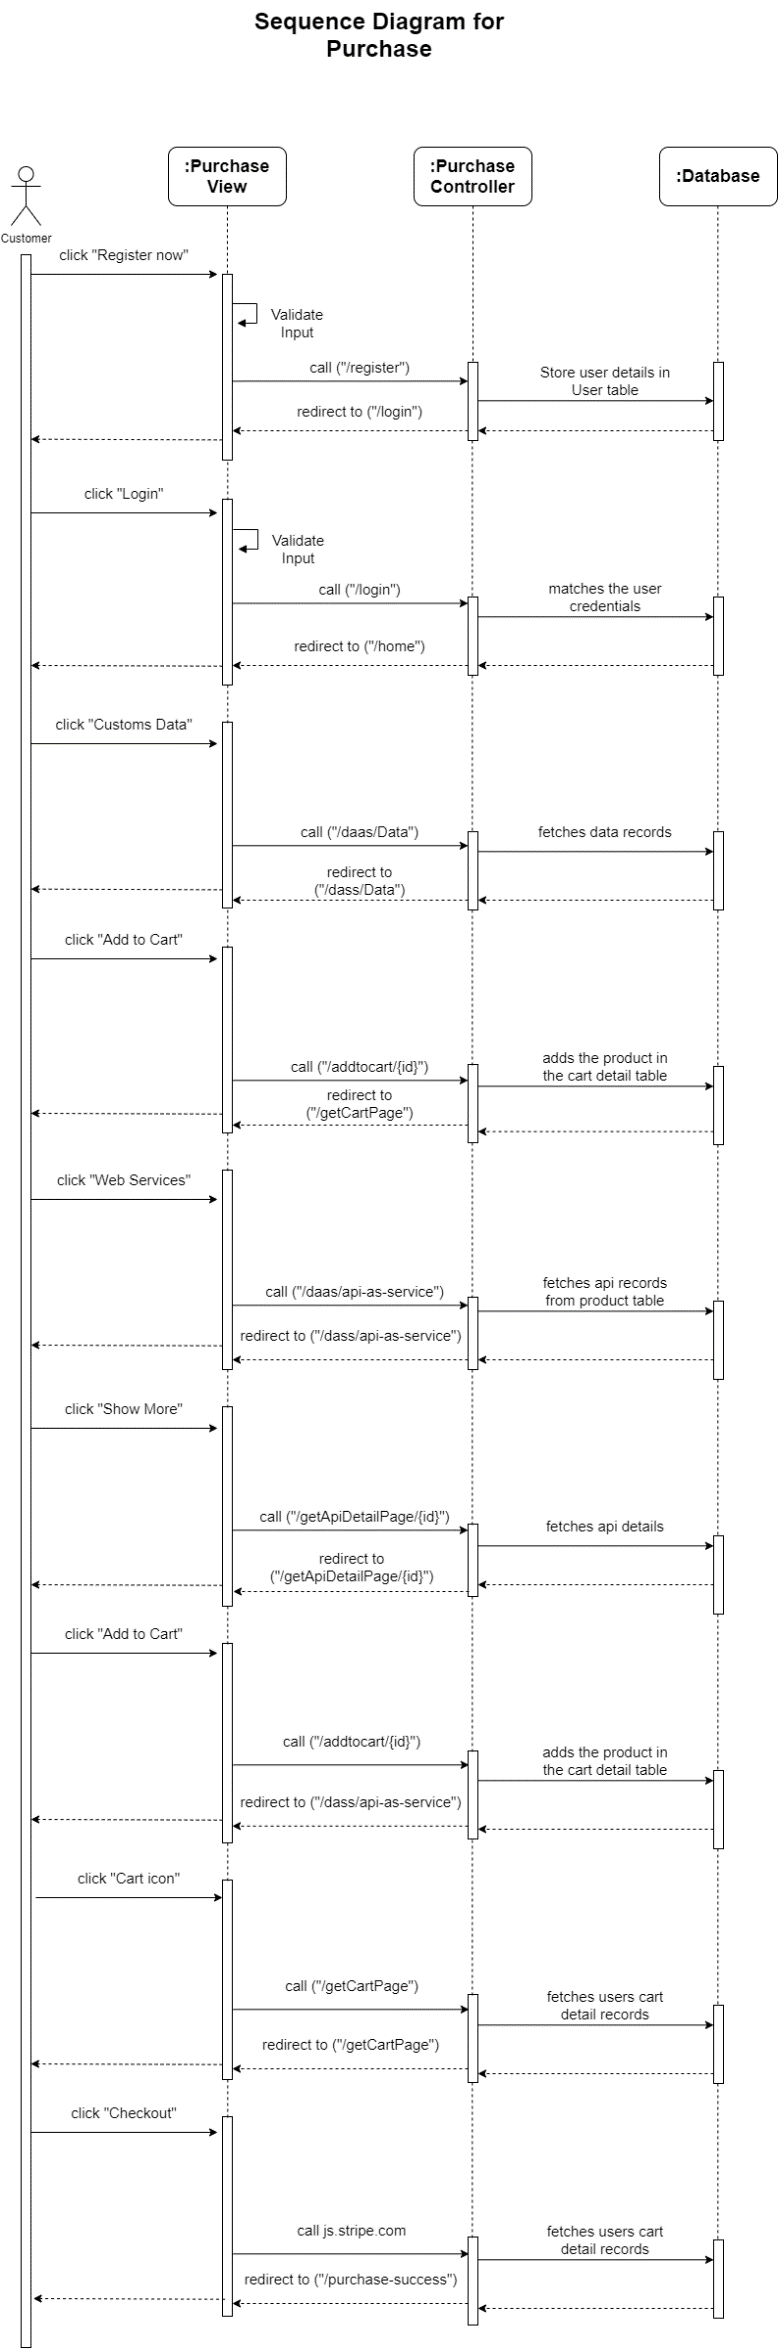 Sequence Diagram for
Purchase
:Purchase
View
:Purchase
Controller
:Database
Customer
click "Register now"
Validate
Input
call ("/register")
Store user details in
User table
redirect to ("/login")
click "Login"
Validate
Input
call ("/login")
matches the user
credentials
redirect to ("/home")
click "Customs Data"
call ("/daas/Data")
fetches data records
redirect to
("/dass/Data")
click "Add to Cart"
call ("/addtocart/{id}")
adds the product in
the cart detail table
redirect to
("/getCartPage")
click "Web Services"
call ("/daas/api-as-service")
fetches api records
from product table
redirect to ("/dass/api-as-service")
click "Show More"
call ("/getApiDetailPage/{id}")
fetches api details
redirect to
("/getApiDetailPage/{id}")
click "Add to Cart"
call ("/addtocart/{id}")
adds the product in
the cart detail table
redirect to ("/dass/api-as-service")
click "Cart icon"
call ("/getCartPage")
fetches users cart
detail records
redirect to ("/getCartPage")
click "Checkout"
call js.stripe.com
fetches users cart
detail records
redirect to ("/purchase-success")